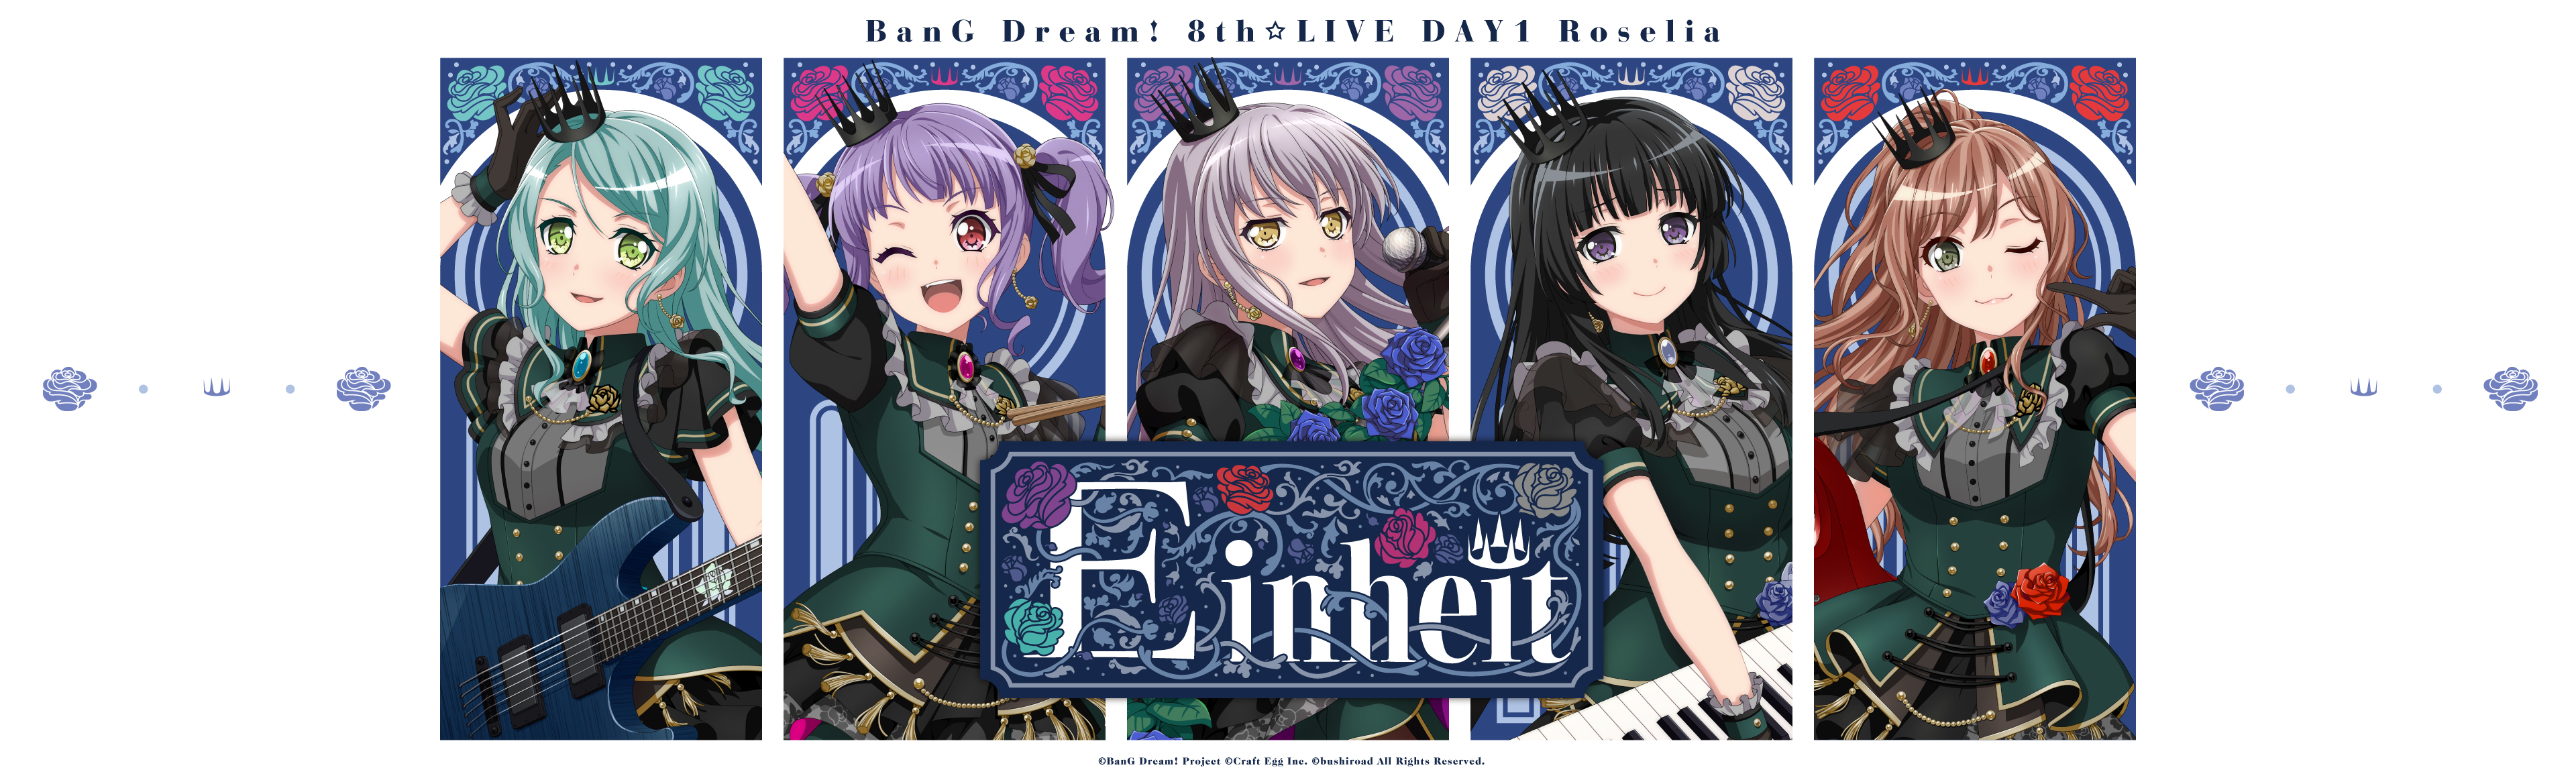 BanG Dream! 8th☆LIVE DAY1 Roselia
Einheit
©BanG Dream! Project ©Craft Egg Inc. ©bushiroad All Rights Reserved.